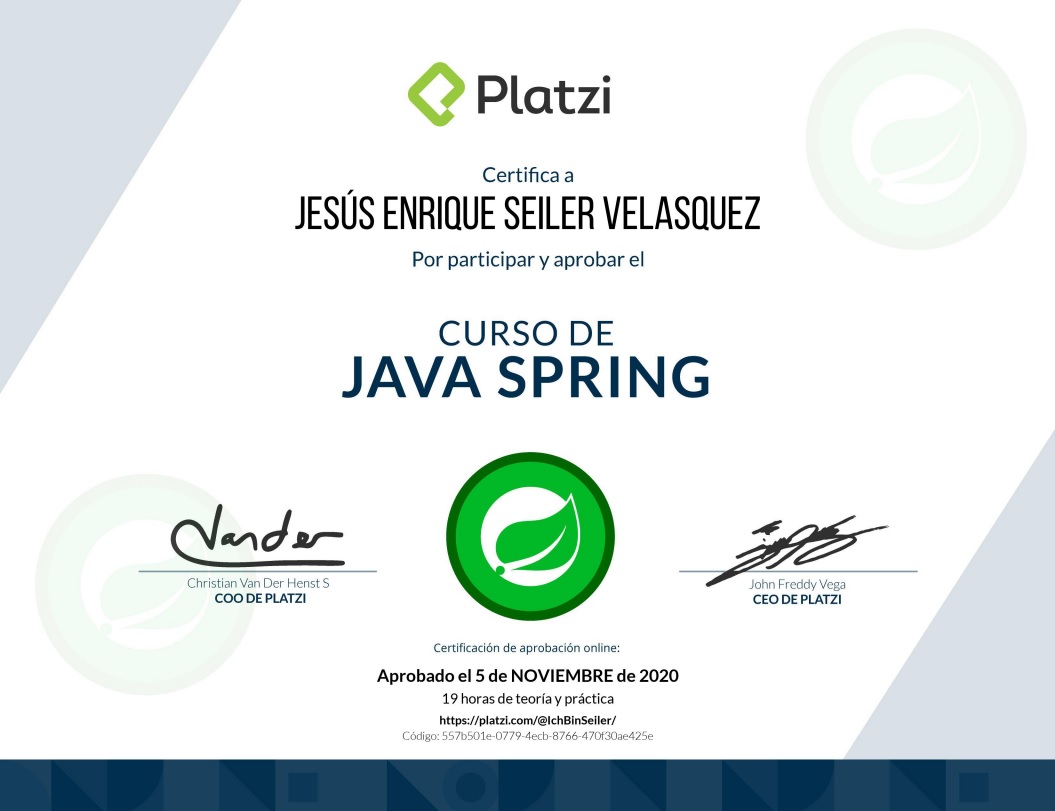 Platzi
Certifica a
JESÚS ENRIQUE SEILER VELASQUEZ
Por participar y aprobar el
CURSO DE
JAVA SPRING
Vander
Christian Van Der Henst S
COO DE PLATZI
John Freddy Vega
CEO DE PLATZI
Certificación de aprobación online:
Aprobado el 5 de NOVIEMBRE de 2020
19 horas de teoría y práctica
https://platzi.com/@IchBinSeiler/
Código: 557b501e-0779-4ecb-8766-470f30ae425e